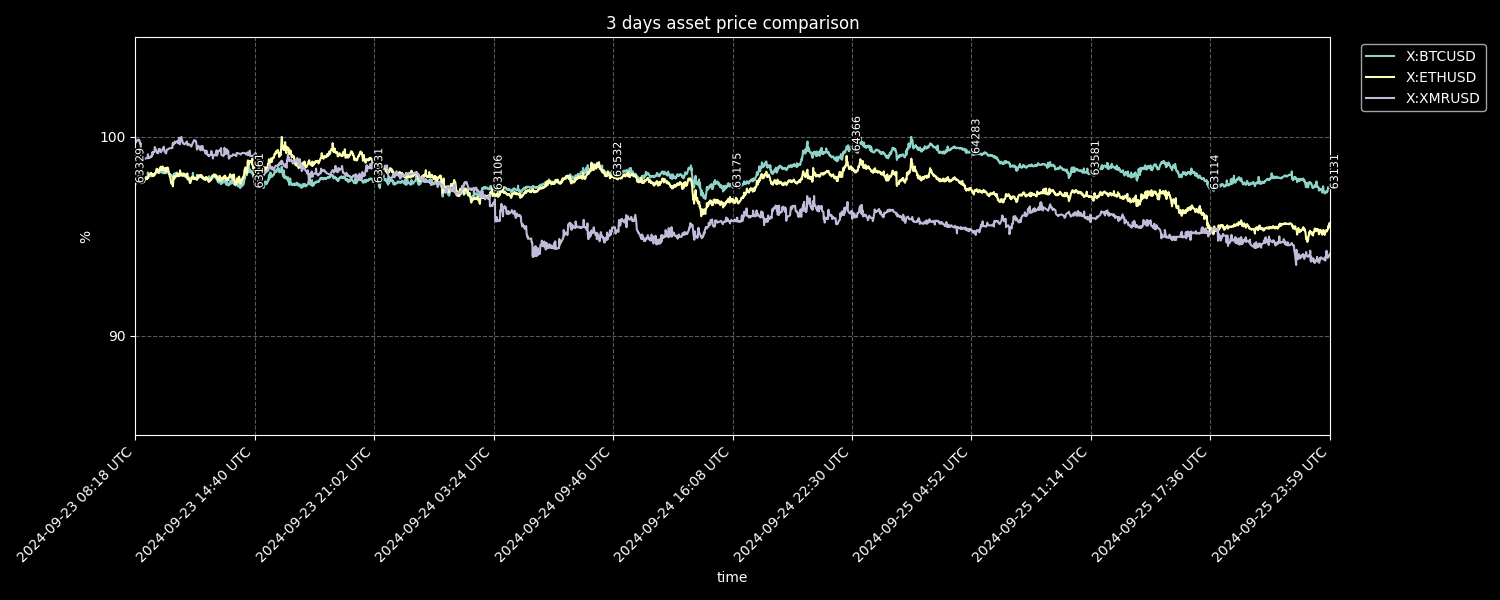 3 days asset price comparison
X:BTCUSD
X:ETHUSD
X:XMRUSD
%
100
90
63329
63161
63331
63106
63532
63175
64366
64283
63581
63114
63131
2024-09-23 08:18 UTC
2024-09-23 14:40 UTC
2024-09-23 21:02 UTC
2024-09-24 03:24 UTC
2024-09-24 09:46 UTC
2024-09-24 16:08 UTC
2024-09-24 22:30 UTC
2024-09-25 04:52 UTC
2024-09-25 11:14 UTC
2024-09-25 17:36 UTC
2024-09-25 23:59 UTC
time